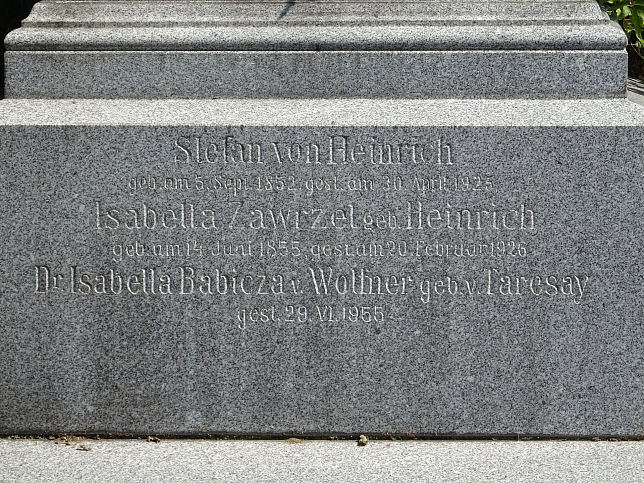 Stefan von Heinrich
geb. am 5. Sept. 1852, gest. am 30. April 1925
Isabella Zawrzel geb. Heinrich
geb. am 14. Juni 1855, gest. am 20. Februar 1926
Dr. Isabella Babicza v. Wolfner geb. v. Taresay
gest. 29. VI. 1955